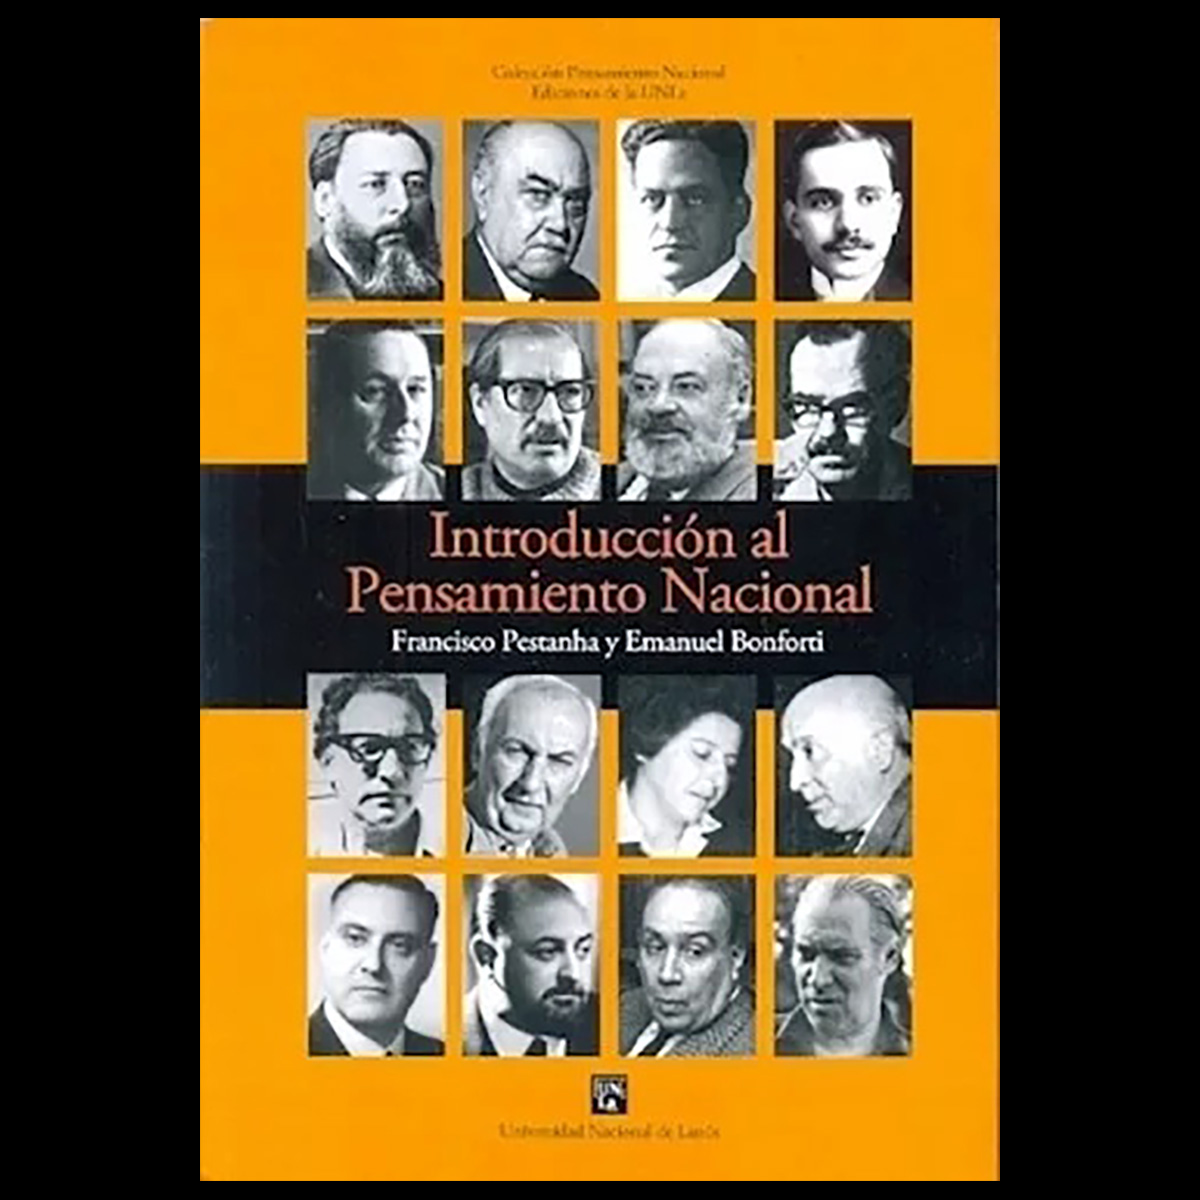 Colección Pensamiento Nacional
Ediciones de la UNLa
Introducción al
Pensamiento Nacional
Francisco Pestanha y Emanuel Bonforti
UNLa
Universidad Nacional de Lanús